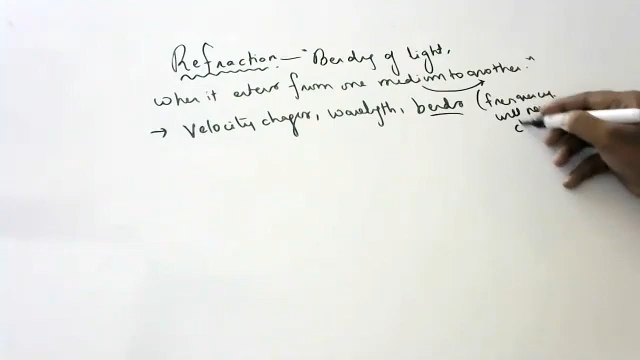 Refraction - "Bending of light,
when it enters from one medium to another."
→ Velocity changes, wavelength, bends (frequency
will not
c